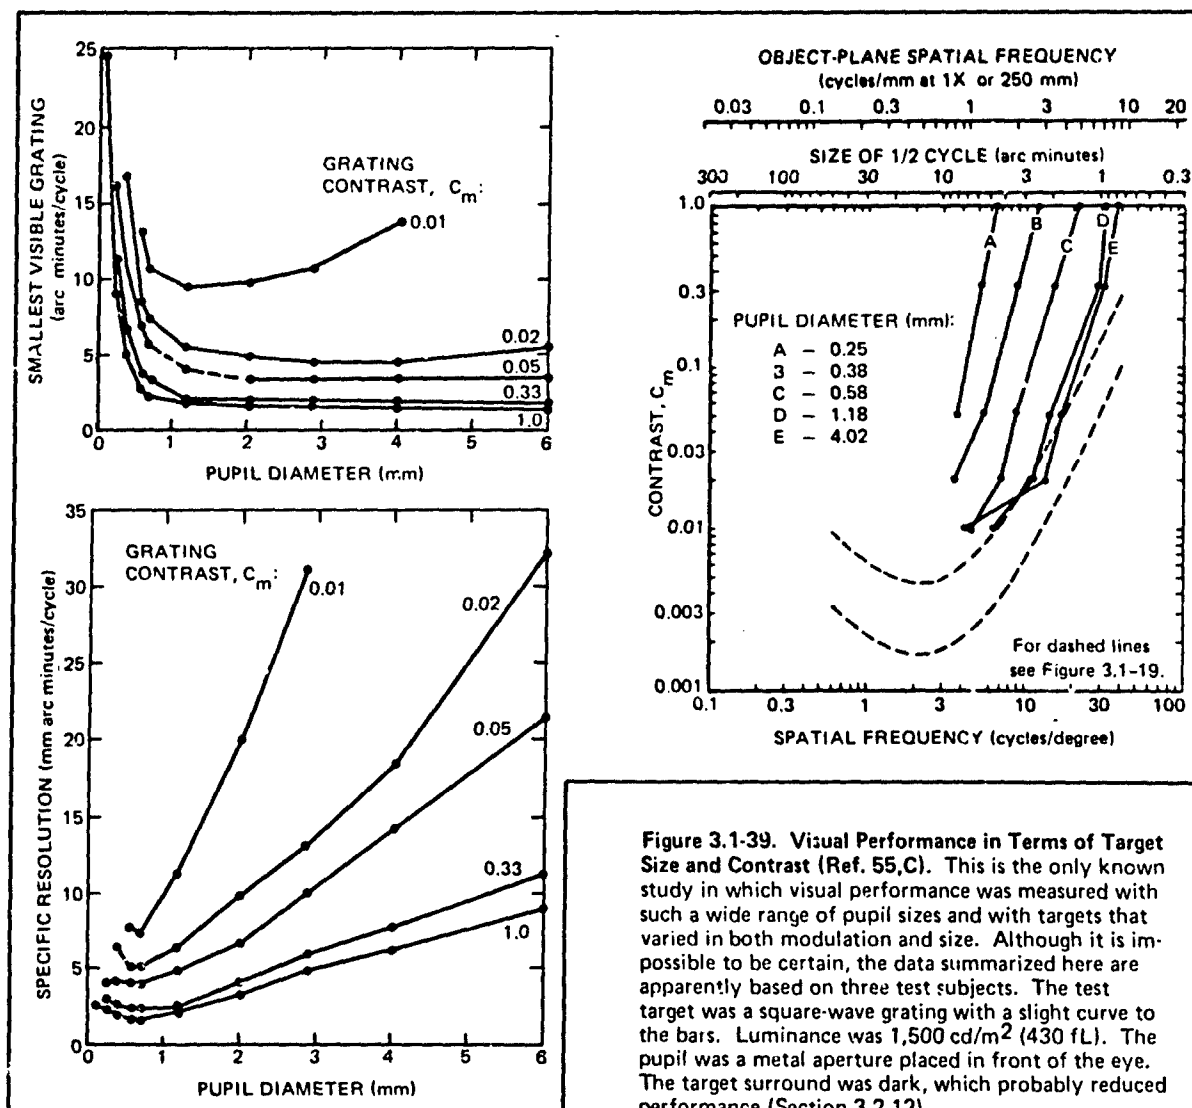 25
20
15
10
5
0
SMALLEST VISIBLE GRATING
(arc minutes/cycle)
GRATING
CONTRAST, Cm:
0.01
0.02
0.05
0.33
1.0
0 1 2 3 4 5 6
PUPIL DIAMETER (mm)
OBJECT-PLANE SPATIAL FREQUENCY
(cycles/mm at 1X or 250 mm)
0.03 0.1 0.3 1 3 10 20
SIZE OF 1/2 CYCLE (arc minutes)
300 100 30 10 3 1 0.3
1.0
0.3
0.1
0.03
0.01
0.003
0.001
CONTRAST, Cm
A B C D E
PUPIL DIAMETER (mm):
A – 0.25
3 – 0.38
C – 0.58
D – 1.18
E – 4.02
For dashed lines
see Figure 3.1-19.
0.1 0.3 1 3 10 30 100
SPATIAL FREQUENCY (cycles/degree)
35
30
25
20
15
10
5
0
SPECIFIC RESOLUTION (mm arc minutes/cycle)
GRATING
CONTRAST, Cm:
0.01
0.02
0.05
0.33
1.0
0 1 2 3 4 5 6
PUPIL DIAMETER (mm)
Figure 3.1-39. Visual Performance in Terms of Target
Size and Contrast (Ref. 55,C). This is the only known
study in which visual performance was measured with
such a wide range of pupil sizes and with targets that
varied in both modulation and size. Although it is im-
possible to be certain, the data summarized here are
apparently based on three test subjects. The test
target was a square-wave grating with a slight curve to
the bars. Luminance was 1,500 cd/m2 (430 fL). The
pupil was a metal aperture placed in front of the eye.
The target surround was dark, which probably reduced
performance (Section 3.2.12)